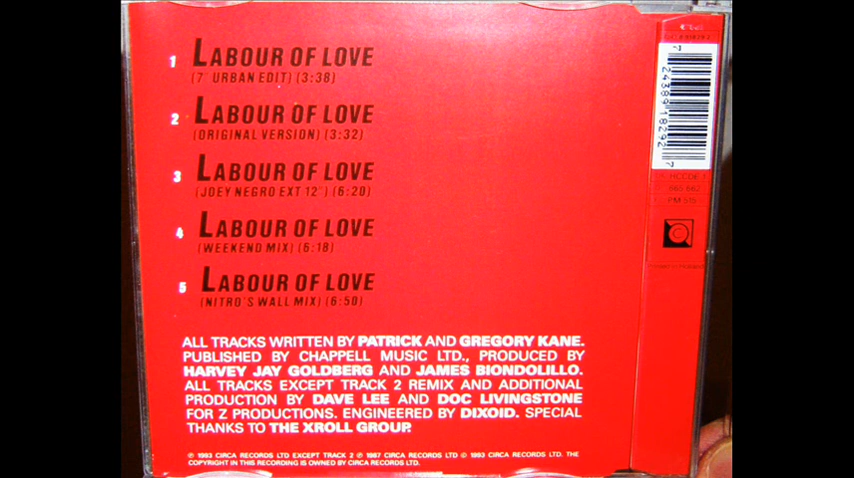 1 LABOUR OF LOVE
(7" URBAN EDIT) (3:38)
2 LABOUR OF LOVE
(ORIGINAL VERSION) (3:32)
3 LABOUR OF LOVE
(JOEY NEGRO EXT 12") (6:20)
4 LABOUR OF LOVE
(WEEKEND MIX) (6:18)
5 LABOUR OF LOVE
(NITRO'S WALL MIX) (6:50)
ALL TRACKS WRITTEN BY PATRICK AND GREGORY KANE.
PUBLISHED BY CHAPPELL MUSIC LTD., PRODUCED BY
HARVEY JAY GOLDBERG AND JAMES BIONDOLILLO.
ALL TRACKS EXCEPT TRACK 2 REMIX AND ADDITIONAL
PRODUCTION BY DAVE LEE AND DOC LIVINGSTONE
FOR Z PRODUCTIONS. ENGINEERED BY DIXOID. SPECIAL
THANKS TO THE XROLL GROUP.
℗ 1993 CIRCA RECORDS LTD EXCEPT TRACK 2 ℗ 1987 CIRCA RECORDS LTD © 1993 CIRCA RECORDS LTD. THE
COPYRIGHT IN THIS RECORDING IS OWNED BY CIRCA RECORDS LTD.
7 24389 18292 7
PM 515